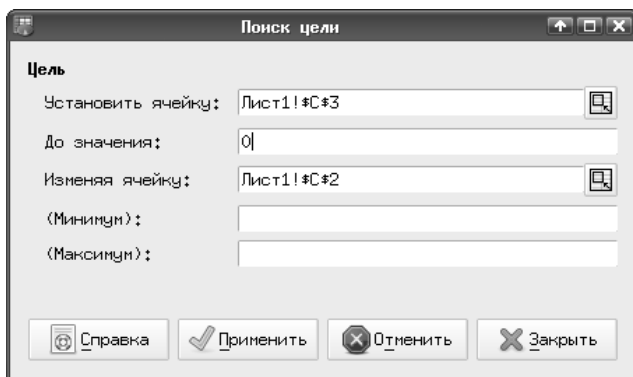 Поиск цели
Цель
Установить ячейку: Лист1!$C$3
До значения: 0
Изменяя ячейку: Лист1!$C$2
(Минимум):
(Максимум):
Справка Применить Отменить Закрыть